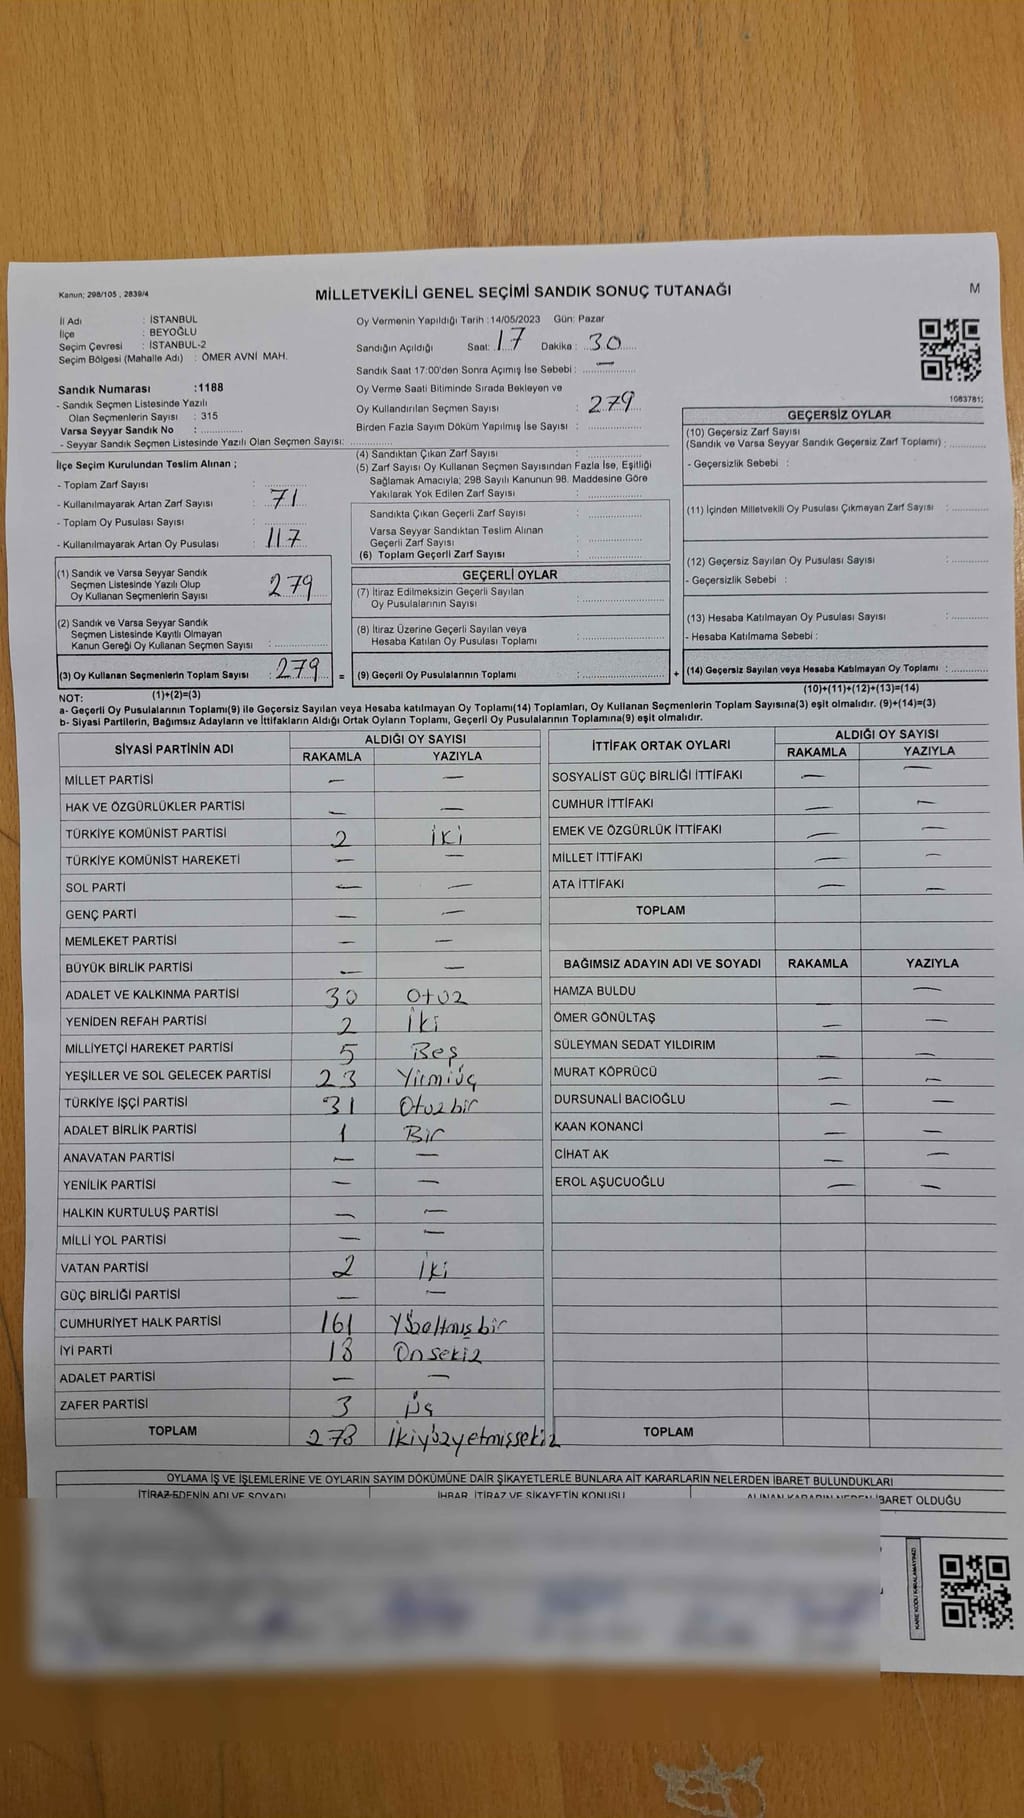 Kanun; 298/105 , 2839/4
MİLLETVEKİLİ GENEL SEÇİMİ SANDIK SONUÇ TUTANAĞI
M
İl Adı : İSTANBUL
İlçe : BEYOĞLU
Seçim Çevresi : İSTANBUL-2
Seçim Bölgesi (Mahalle Adı) : ÖMER AVNİ MAH.
Oy Vermenin Yapıldığı Tarih :14/05/2023 Gün: Pazar
Sandığın Açıldığı Saat: 17 Dakika : 30
Sandık Saat 17:00'den Sonra Açımış İse Sebebi : —
Oy Verme Saati Bitiminde Sırada Bekleyen ve
Oy Kullandırılan Seçmen Sayısı : 279
Birden Fazla Sayım Döküm Yapılmış İse Sayısı :
Sandık Numarası :1188
- Sandık Seçmen Listesinde Yazılı
Olan Seçmenlerin Sayısı : 315
Varsa Seyyar Sandık No :
- Seyyar Sandık Seçmen Listesinde Yazılı Olan Seçmen Sayısı:
İlçe Seçim Kurulundan Teslim Alınan ;
- Toplam Zarf Sayısı :
- Kullanılmayarak Artan Zarf Sayısı : 71
- Toplam Oy Pusulası Sayısı :
- Kullanılmayarak Artan Oy Pusulası : 117
(1) Sandık ve Varsa Seyyar Sandık
Seçmen Listesinde Yazılı Olup
Oy Kullanan Seçmenlerin Sayısı : 279
(2) Sandık ve Varsa Seyyar Sandık
Seçmen Listesinde Kayıtlı Olmayan
Kanun Gereği Oy Kullanan Seçmen Sayısı :
(3) Oy Kullanan Seçmenlerin Toplam Sayısı : 279 =
(1)+(2)=(3)
(4) Sandıktan Çıkan Zarf Sayısı :
(5) Zarf Sayısı Oy Kullanan Seçmen Sayısından Fazla İse, Eşitliği
Sağlamak Amacıyla; 298 Sayılı Kanunun 98. Maddesine Göre
Yakılarak Yok Edilen Zarf Sayısı :
Sandıkta Çıkan Geçerli Zarf Sayısı :
Varsa Seyyar Sandıktan Teslim Alınan
Geçerli Zarf Sayısı :
(6) Toplam Geçerli Zarf Sayısı :
GEÇERLİ OYLAR
(7) İtiraz Edilmeksizin Geçerli Sayılan
Oy Pusulalarının Sayısı :
(8) İtiraz Üzerine Geçerli Sayılan veya
Hesaba Katılan Oy Pusulası Toplamı :
(9) Geçerli Oy Pusulalarının Toplamı : +
1083781;
GEÇERSİZ OYLAR
(10) Geçersiz Zarf Sayısı
(Sandık ve Varsa Seyyar Sandık Geçersiz Zarf Toplamı) :
- Geçersizlik Sebebi :
(11) İçinden Milletvekili Oy Pusulası Çıkmayan Zarf Sayısı :
(12) Geçersiz Sayılan Oy Pusulası Sayısı :
- Geçersizlik Sebebi :
(13) Hesaba Katılmayan Oy Pusulası Sayısı :
- Hesaba Katılmama Sebebi :
(14) Geçersiz Sayılan veya Hesaba Katılmayan Oy Toplamı :
(10)+(11)+(12)+(13)=(14)
NOT:
a- Geçerli Oy Pusulalarının Toplamı(9) ile Geçersiz Sayılan veya Hesaba katılmayan Oy Toplamı(14) Toplamları, Oy Kullanan Seçmenlerin Toplam Sayısına(3) eşit olmalıdır. (9)+(14)=(3)
b- Siyasi Partilerin, Bağımsız Adayların ve İttifakların Aldığı Ortak Oyların Toplamı, Geçerli Oy Pusulalarının Toplamına(9) eşit olmalıdır.
SİYASİ PARTİNİN ADI ALDIĞI OY SAYISI
RAKAMLA YAZIYLA
MİLLET PARTİSİ — —
HAK VE ÖZGÜRLÜKLER PARTİSİ — —
TÜRKİYE KOMÜNİST PARTİSİ 2 İki
TÜRKİYE KOMÜNİST HAREKETİ — —
SOL PARTİ — —
GENÇ PARTİ — —
MEMLEKET PARTİSİ — —
BÜYÜK BİRLİK PARTİSİ — —
ADALET VE KALKINMA PARTİSİ 30 Otuz
YENİDEN REFAH PARTİSİ 2 İki
MİLLİYETÇİ HAREKET PARTİSİ 5 Beş
YEŞİLLER VE SOL GELECEK PARTİSİ 23 Yirmiüç
TÜRKİYE İŞÇİ PARTİSİ 31 Otuzbir
ADALET BİRLİK PARTİSİ 1 Bir
ANAVATAN PARTİSİ — —
YENİLİK PARTİSİ — —
HALKIN KURTULUŞ PARTİSİ — —
MİLLİ YOL PARTİSİ — —
VATAN PARTİSİ 2 İki
GÜÇ BİRLİĞİ PARTİSİ — —
CUMHURİYET HALK PARTİSİ 161 Yüzaltmışbir
İYİ PARTİ 18 Onsekiz
ADALET PARTİSİ — —
ZAFER PARTİSİ 3 Üç
TOPLAM 278 İkiyüzyetmişsekiz
İTTİFAK ORTAK OYLARI ALDIĞI OY SAYISI
RAKAMLA YAZIYLA
SOSYALİST GÜÇ BİRLİĞİ İTTİFAKI — —
CUMHUR İTTİFAKI — —
EMEK VE ÖZGÜRLÜK İTTİFAKI — —
MİLLET İTTİFAKI — —
ATA İTTİFAKI — —
TOPLAM
BAĞIMSIZ ADAYIN ADI VE SOYADI RAKAMLA YAZIYLA
HAMZA BULDU —
ÖMER GÖNÜLTAŞ — —
SÜLEYMAN SEDAT YILDIRIM — —
MURAT KÖPRÜCÜ — —
DURSUNALİ BACIOĞLU — —
KAAN KONANCİ — —
CİHAT AK — —
EROL AŞUCUOĞLU — —
TOPLAM
OYLAMA İŞ VE İŞLEMLERİNE VE OYLARIN SAYIM DÖKÜMÜNE DAİR ŞİKAYETLERLE BUNLARA AİT KARARLARIN NELERDEN İBARET BULUNDUKLARI
İTİRAZ EDENİN ADI VE SOYADI İHBAR, İTİRAZ VE ŞİKAYETİN KONUSU ALINAN KARARIN NEDEN İBARET OLDUĞU
KARE KODU KARALAMAYINIZ!